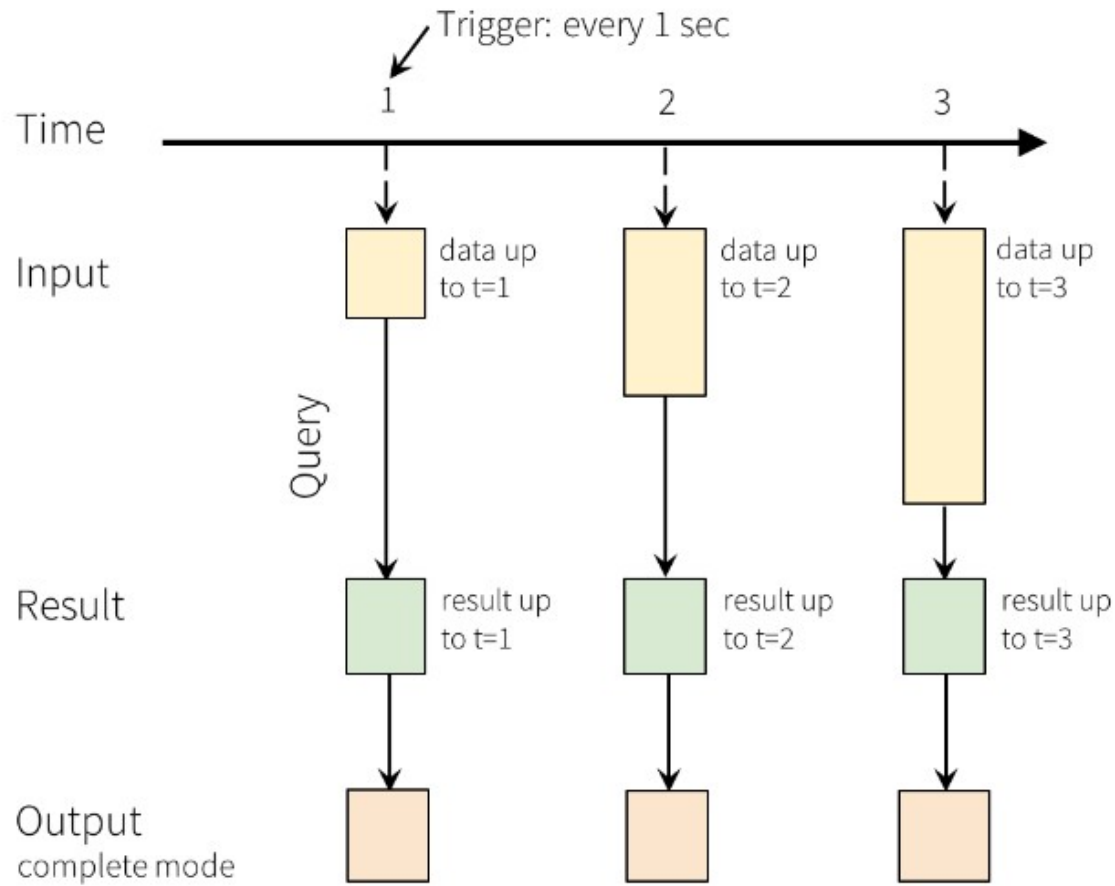 Trigger: every 1 sec
1
2
3
Time
Input
data up
to t=1
data up
to t=2
data up
to t=3
Query
Result
result up
to t=1
result up
to t=2
result up
to t=3
Output
complete mode